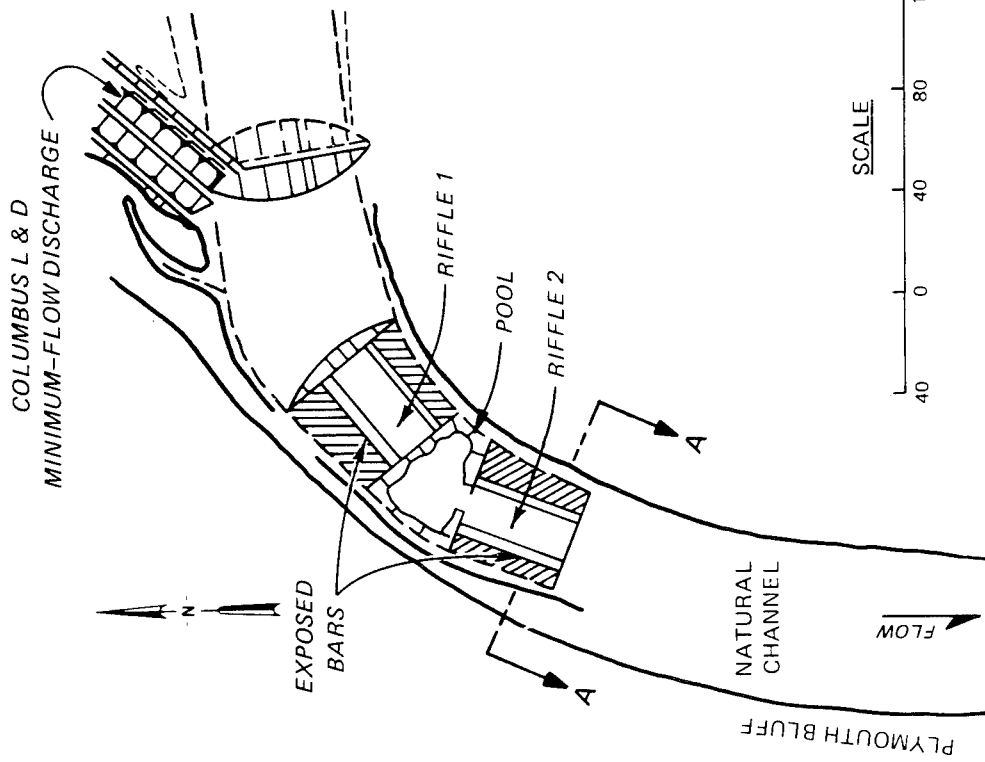 COLUMBUS L & D
MINIMUM-FLOW DISCHARGE
RIFFLE 1
POOL
RIFFLE 2
N
EXPOSED
BARS
A
A
NATURAL
CHANNEL
FLOW
PLYMOUTH BLUFF
SCALE
40 0 40 80